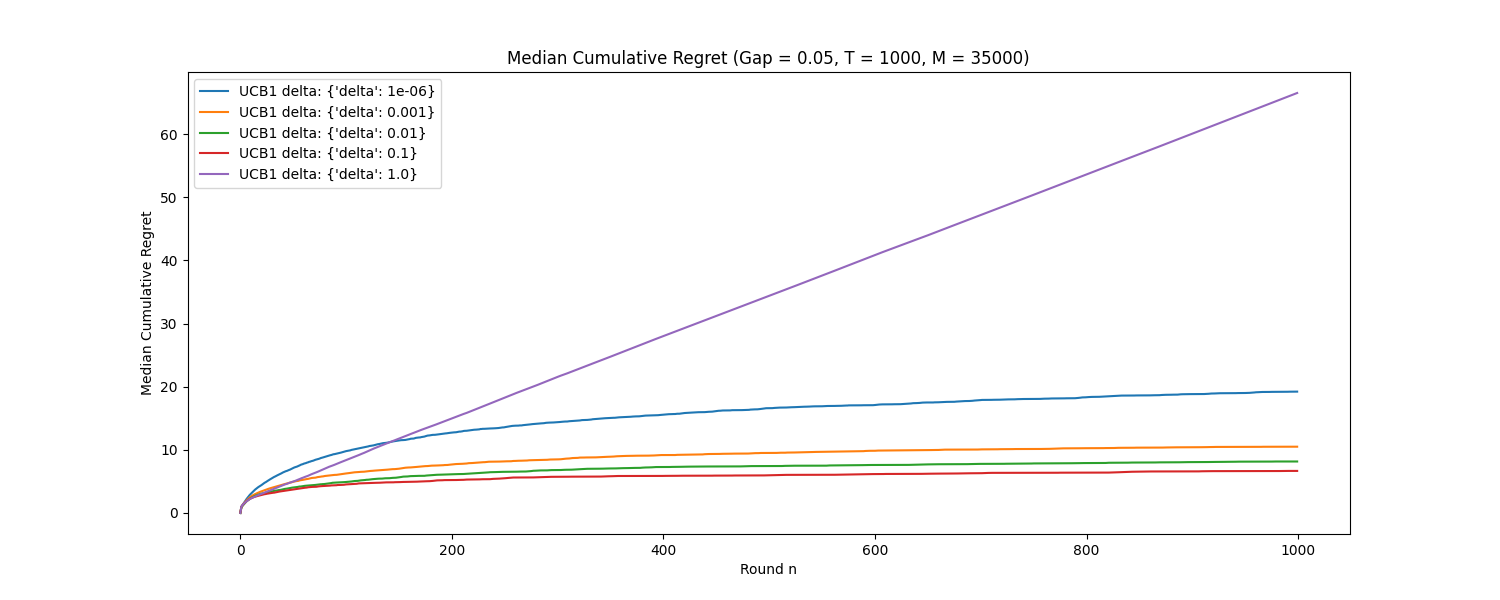 Median Cumulative Regret (Gap = 0.05, T = 1000, M = 35000)
UCB1 delta: {'delta': 1e-06}
UCB1 delta: {'delta': 0.001}
UCB1 delta: {'delta': 0.01}
UCB1 delta: {'delta': 0.1}
UCB1 delta: {'delta': 1.0}
Median Cumulative Regret
60
50
40
30
20
10
0
0 200 400 600 800 1000
Round n